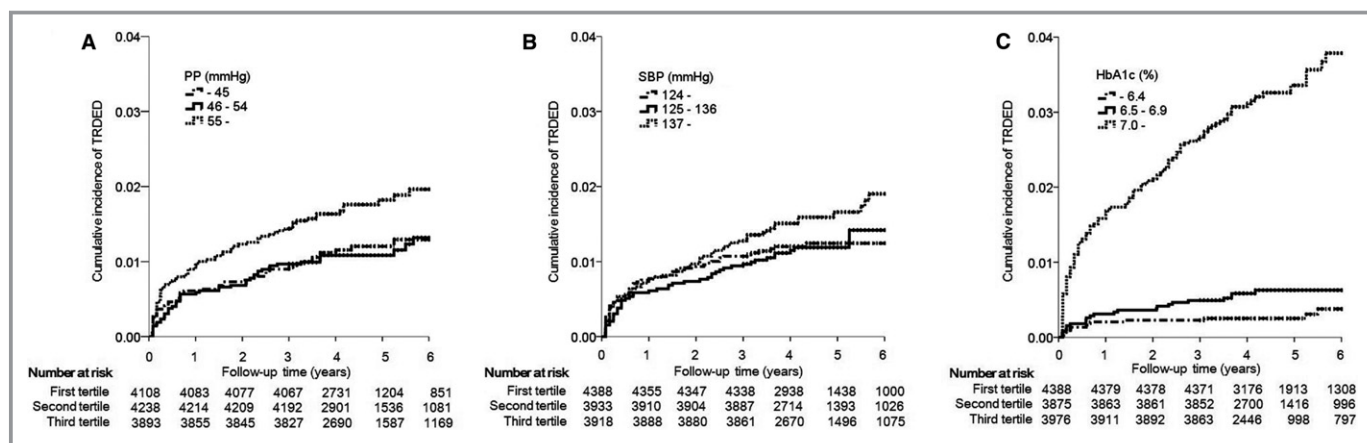 A
Cumulative incidence of TRDED
0.04
0.03
0.02
0.01
0.00
PP (mmHg)
- 45
46 - 54
55 -
0 1 2 3 4 5 6
Follow-up time (years)
Number at risk
First tertile 4108 4083 4077 4067 2731 1204 851
Second tertile 4238 4214 4209 4192 2901 1536 1081
Third tertile 3893 3855 3845 3827 2690 1587 1169
B
Cumulative incidence of TRDED
0.04
0.03
0.02
0.01
0.00
SBP (mmHg)
124 -
125 - 136
137 -
0 1 2 3 4 5 6
Follow-up time (years)
Number at risk
First tertile 4388 4355 4347 4338 2938 1438 1000
Second tertile 3933 3910 3904 3887 2714 1393 1026
Third tertile 3918 3888 3880 3861 2670 1496 1075
C
Cumulative incidence of TRDED
0.04
0.03
0.02
0.01
0.00
HbA1c (%)
- 6.4
6.5 - 6.9
7.0 -
0 1 2 3 4 5 6
Follow-up time (years)
Number at risk
First tertile 4388 4379 4378 4371 3176 1913 1308
Second tertile 3875 3863 3861 3852 2700 1416 996
Third tertile 3976 3911 3892 3863 2446 998 797